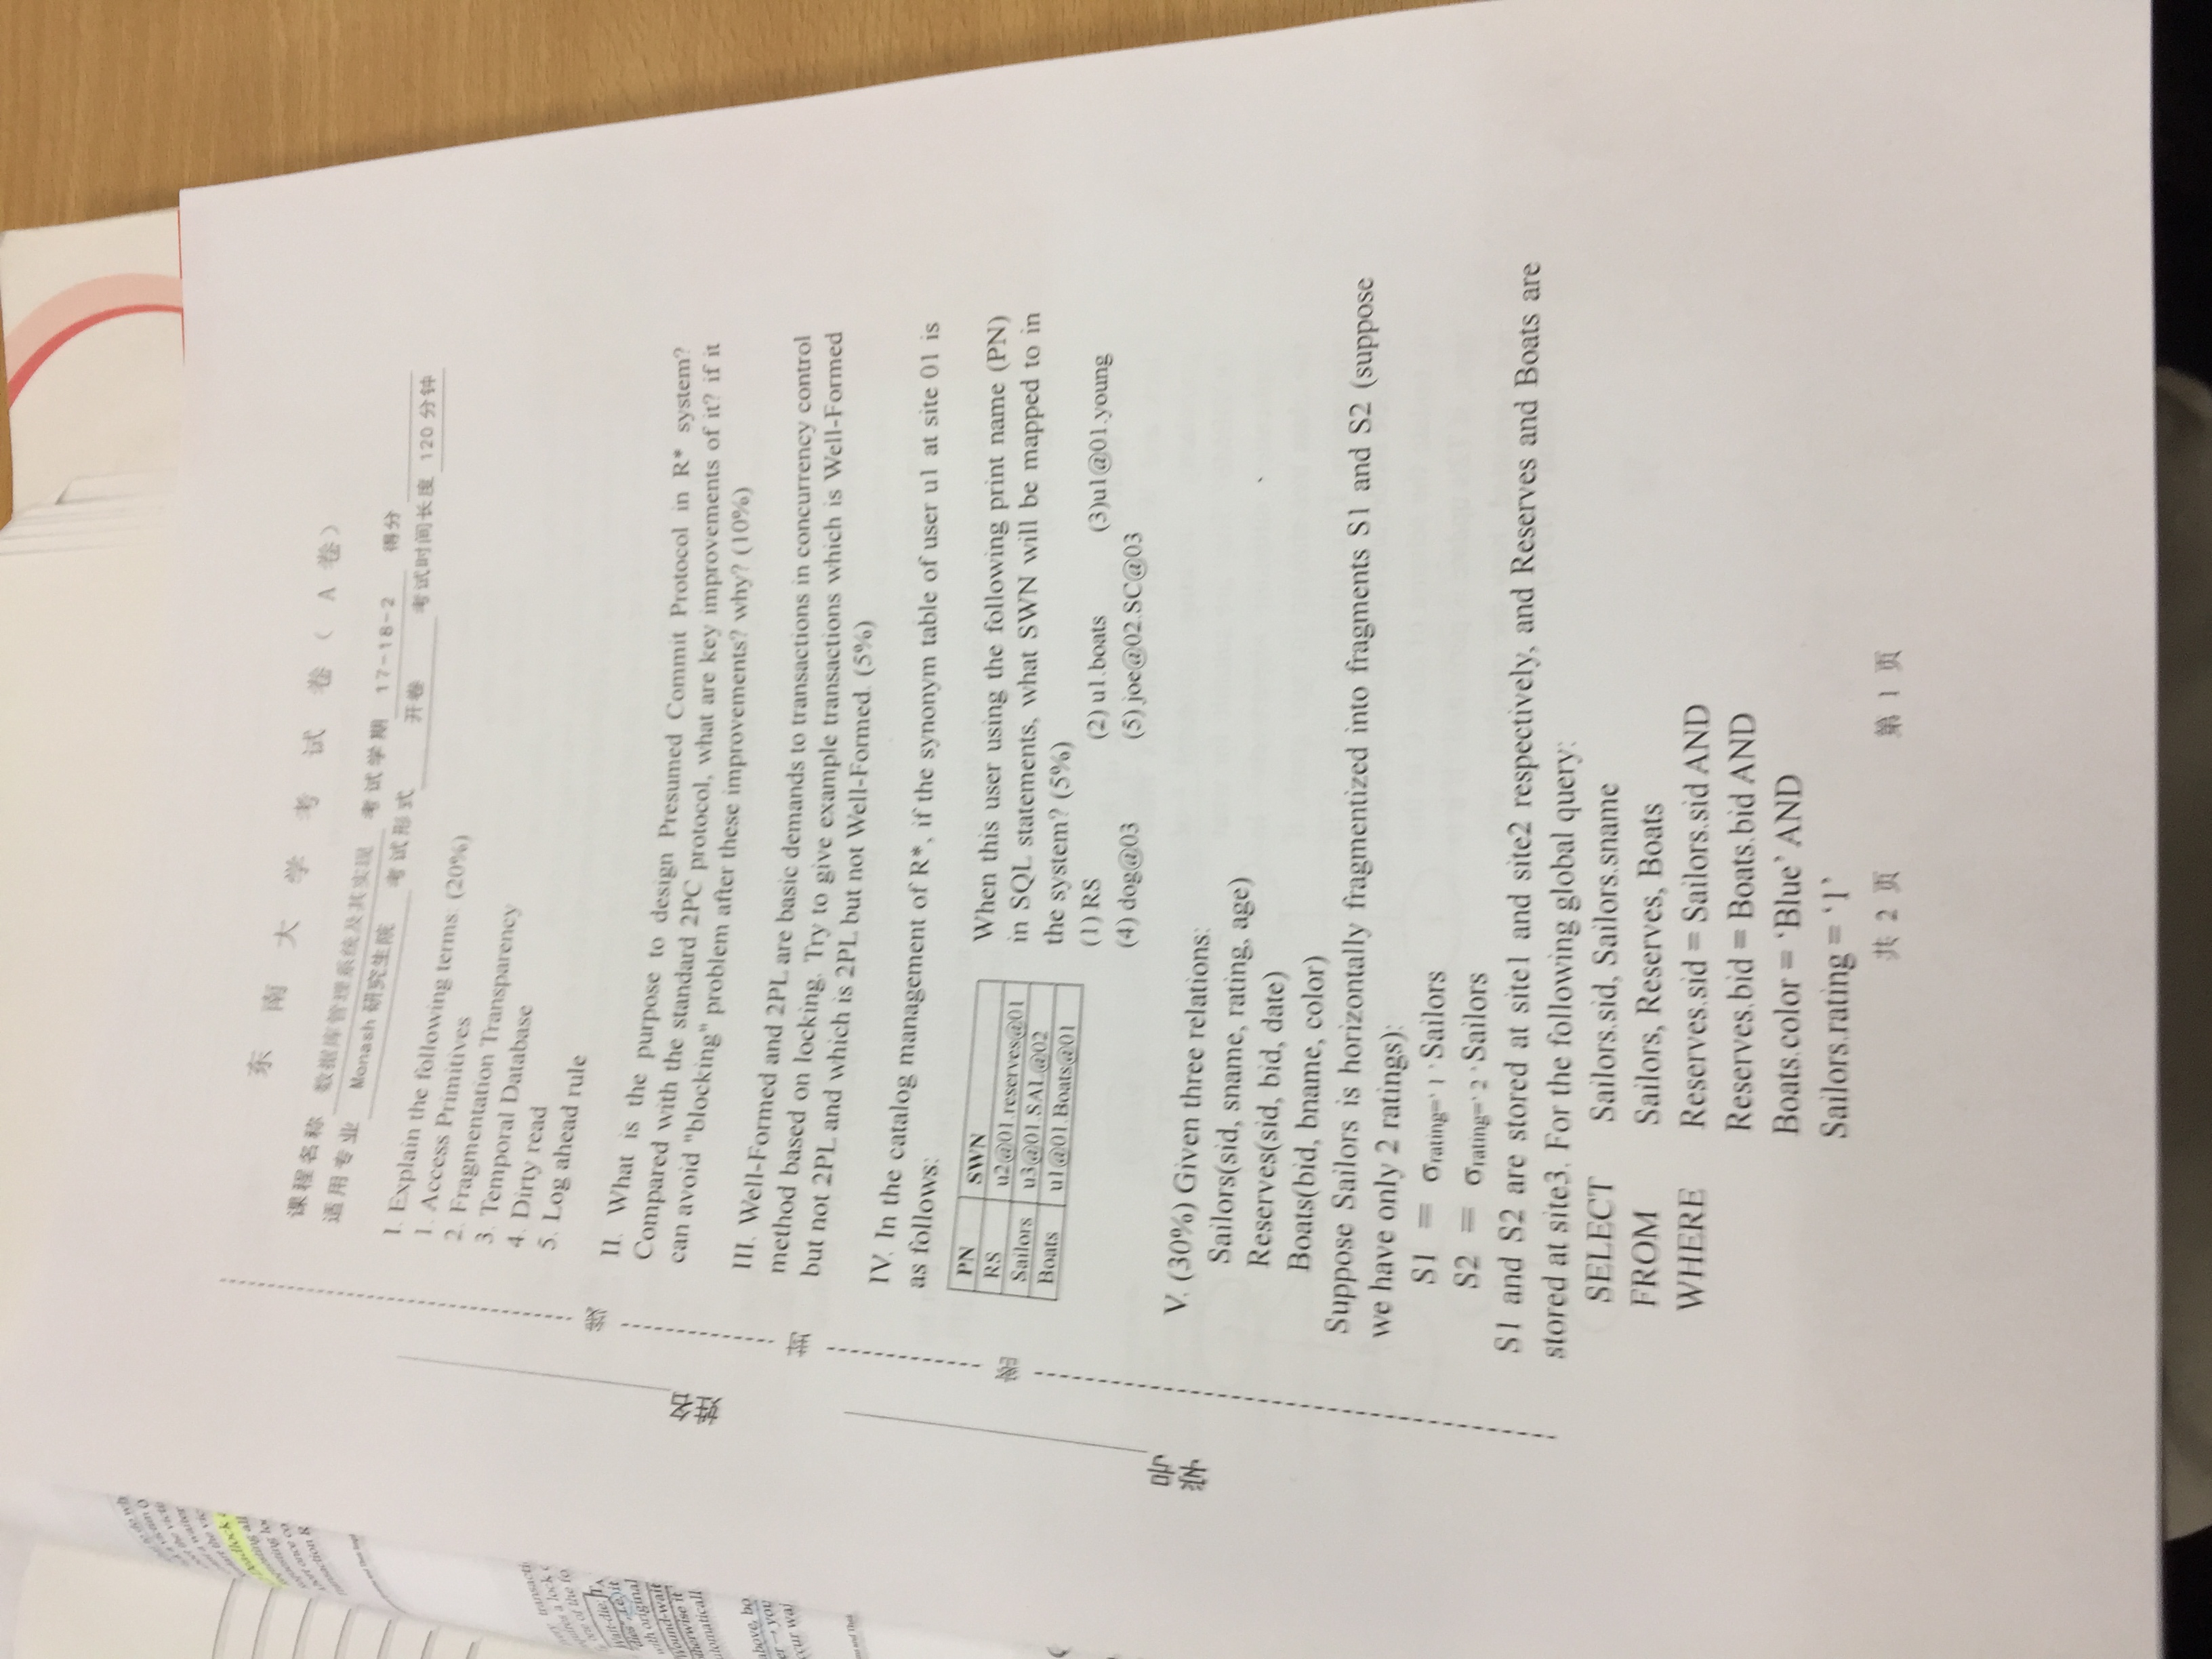 东 南 大 学 考 试 卷 ( A 卷)
课程名称 数据库管理系统及其实现 考试学期 17-18-2 得分
适用专业 Monash 研究生院 考试形式 开卷 考试时间长度 120 分钟
I. Explain the following terms: (20%)
1. Access Primitives
2. Fragmentation Transparency
3. Temporal Database
4. Dirty read
5. Log ahead rule
II. What is the purpose to design Presumed Commit Protocol in R* system?
Compared with the standard 2PC protocol, what are key improvements of it? if it
can avoid "blocking" problem after these improvements? why? (10%)
III. Well-Formed and 2PL are basic demands to transactions in concurrency control
method based on locking. Try to give example transactions which is Well-Formed
but not 2PL and which is 2PL but not Well-Formed. (5%)
IV. In the catalog management of R*, if the synonym table of user u1 at site 01 is
as follows:
PN SWN
RS u2@01.reserves@01
Sailors u3@01.SAL@02
Boats u1@01.Boats@01
When this user using the following print name (PN)
in SQL statements, what SWN will be mapped to in
the system? (5%)
(1) RS (2) u1.boats (3)u1@01.young
(4) dog@03 (5) joe@02.SC@03
V. (30%) Given three relations:
Sailors(sid, sname, rating, age)
Reserves(sid, bid, date)
Boats(bid, bname, color)
Suppose Sailors is horizontally fragmentized into fragments S1 and S2 (suppose
we have only 2 ratings):
S1 = σrating=‘1’Sailors
S2 = σrating=‘2’Sailors
S1 and S2 are stored at site1 and site2 respectively, and Reserves and Boats are
stored at site3. For the following global query:
SELECT Sailors.sid, Sailors.sname
FROM Sailors, Reserves, Boats
WHERE Reserves.sid = Sailors.sid AND
Reserves.bid = Boats.bid AND
Boats.color = ‘Blue’ AND
Sailors.rating = ‘1’
共 2 页 第 1 页
学号 姓名
密 封 线
Deadlock
requesting all
transaction R
Wait-die: TA
with original
wound-wait
otherwise it
above, bo